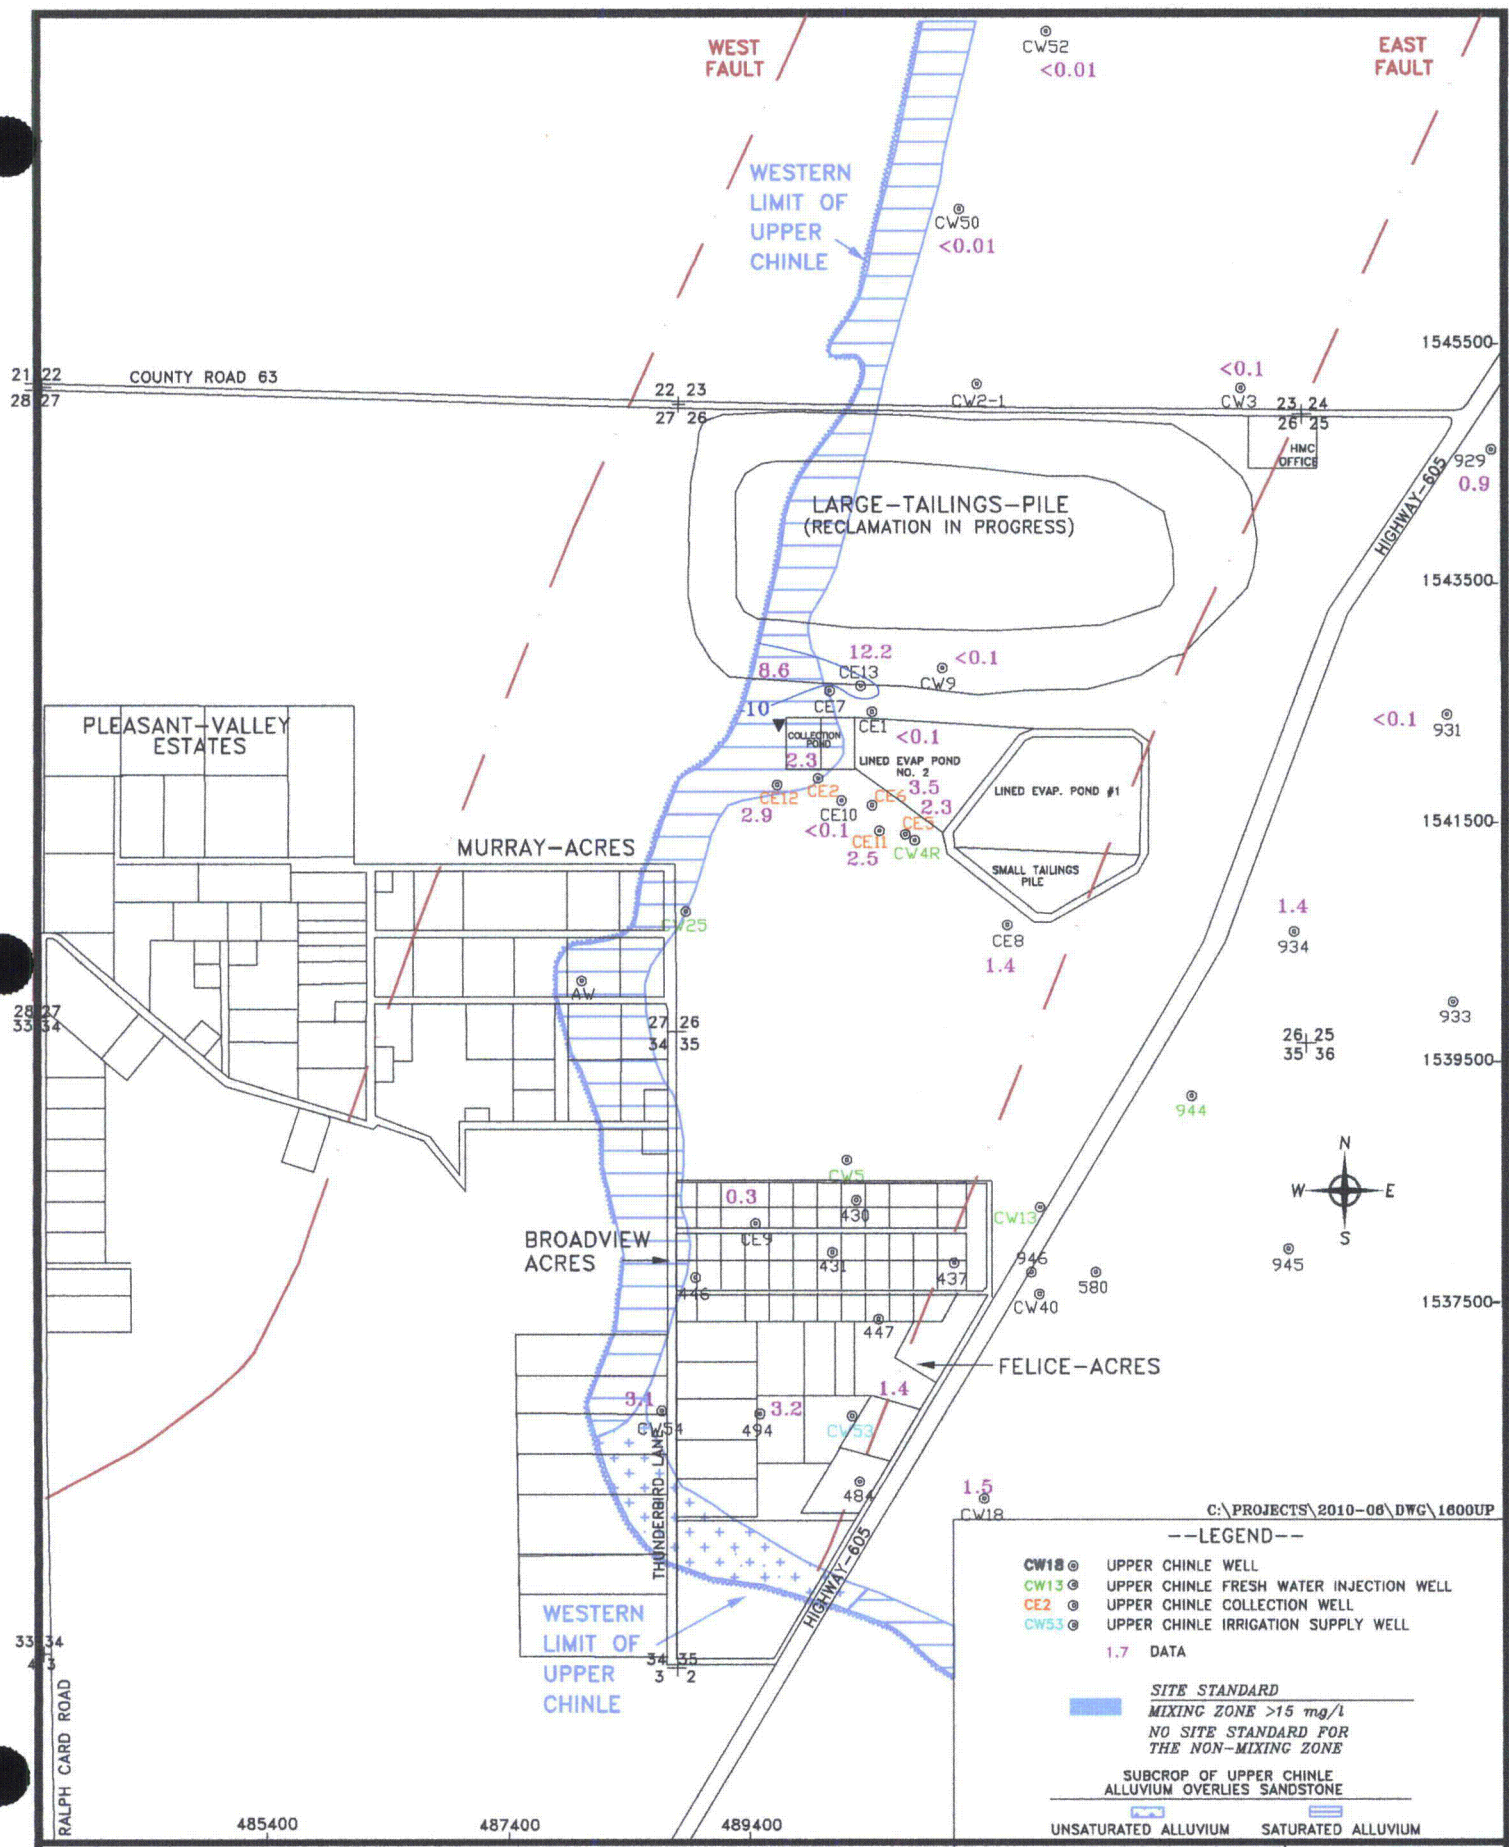 WEST
FAULT
CW52
<0.01
EAST
FAULT
WESTERN
LIMIT OF
UPPER
CHINLE
CW50
<0.01
1545500
21 22
28 27
COUNTY ROAD 63
22 23
27 26
CW2-1
<0.1
CW3
23 24
26 25
HMC
OFFICE
929
0.9
HIGHWAY-605
LARGE-TAILINGS-PILE
(RECLAMATION IN PROGRESS)
1543500
12.2
8.6
CE13
<0.1
CW9
CE7
10
CE1
<0.1
<0.1
931
PLEASANT-VALLEY
ESTATES
COLLECTION
POND
2.3
LINED EVAP POND
NO. 2
LINED EVAP. POND #1
CE12
CE2
2.9
CE10
<0.1
CE6
3.5
2.3
CE5
CE11
2.5
CW4R
1541500
MURRAY-ACRES
SMALL TAILINGS
PILE
CW25
CE8
1.4
1.4
934
AW
28 27
33 34
27 26
34 35
933
26 25
35 36
1539500
944
N
W E
S
CW5
0.3
430
CE9
CW13
BROADVIEW
ACRES
431
437
946
580
945
446
CW40
1537500
447
FELICE-ACRES
3.1
CW54
3.2
494
1.4
CW53
484
THUNDERBIRD LANE
1.5
CW18
HIGHWAY-605
C:\PROJECTS\2010-06\DWG\1600UP
--LEGEND--
CW18 UPPER CHINLE WELL
CW13 UPPER CHINLE FRESH WATER INJECTION WELL
CE2 UPPER CHINLE COLLECTION WELL
CW53 UPPER CHINLE IRRIGATION SUPPLY WELL
1.7 DATA
SITE STANDARD
MIXING ZONE >15 mg/l
NO SITE STANDARD FOR
THE NON-MIXING ZONE
SUBCROP OF UPPER CHINLE
ALLUVIUM OVERLIES SANDSTONE
UNSATURATED ALLUVIUM SATURATED ALLUVIUM
WESTERN
LIMIT OF
UPPER
CHINLE
33 34
4 3
34 35
3 2
RALPH CARD ROAD
485400
487400
489400